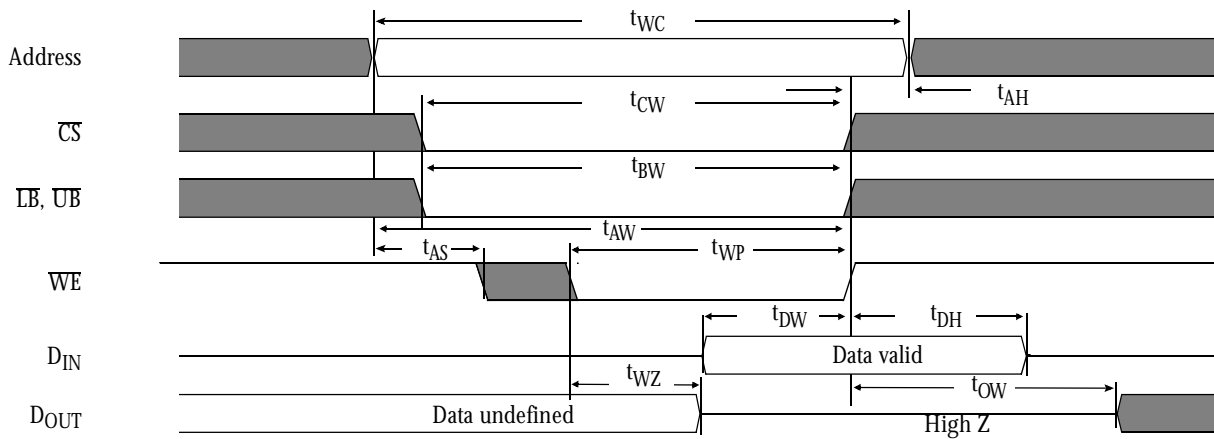 tWC
Address
tCW
tAH
CS
tBW
LB, UB
tAW
tAS
tWP
WE
tDW
tDH
DIN
Data valid
tWZ
tOW
DOUT
Data undefined
High Z